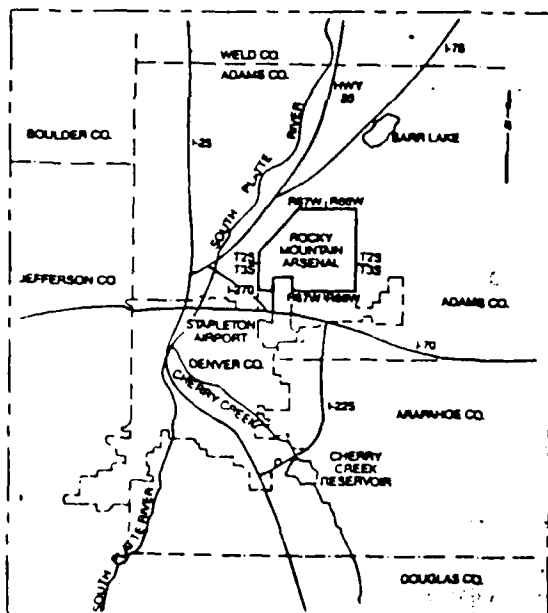 I-76
WELD CO.
ADAMS CO.
HWY
BOULDER CO.
I-25
SOUTH PLATTE RIVER
BARR LAKE
R67W R66W
ROCKY
MOUNTAIN
ARSENAL
T2S
T3S
T2S
T3S
JEFFERSON CO.
I-270
R67W R66W
ADAMS CO.
STAPLETON
AIRPORT
I-70
DENVER CO.
CHERRY CREEK
I-225
ARAPAHOE CO.
CHERRY
CREEK
RESERVOIR
SOUTH PLATTE RIVER
DOUGLAS CO.